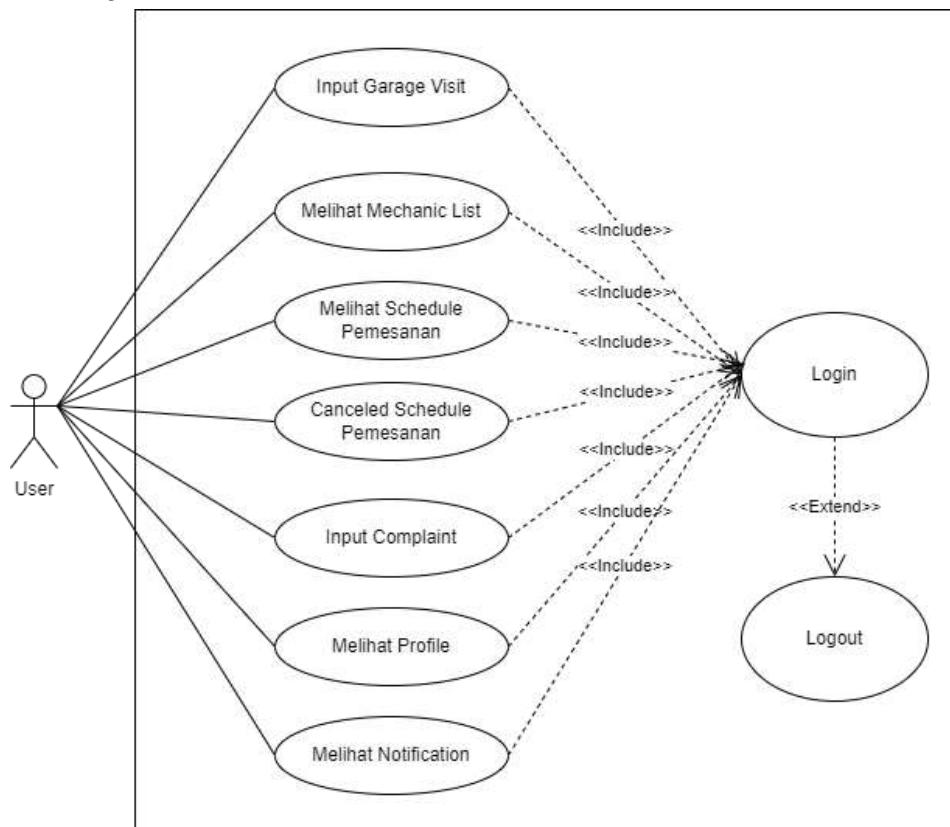 Input Garage Visit
Melihat Mechanic List
<<Include>>
<<Include>>
Melihat Schedule
Pemesanan
<<Include>>
Login
Canceled Schedule
Pemesanan
<<Include>>
User
<<Include>>
Input Complaint
<<Extend>>
<<Include>>
<<Include>>
Melihat Profile
Logout
Melihat Notification